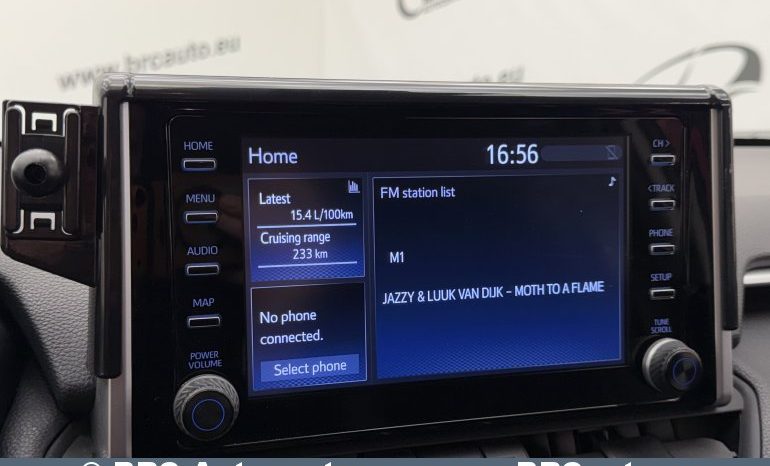 www.brcauto.eu
HOME
MENU
AUDIO
MAP
POWER
VOLUME
Home
16:56
Latest
15.4 L/100km
Cruising range
233 km
No phone
connected.
Select phone
FM station list
M1
JAZZY & LUUK VAN DIJK – MOTH TO A FLAME
CH >
< TRACK
PHONE
SETUP
TUNE
SCROLL